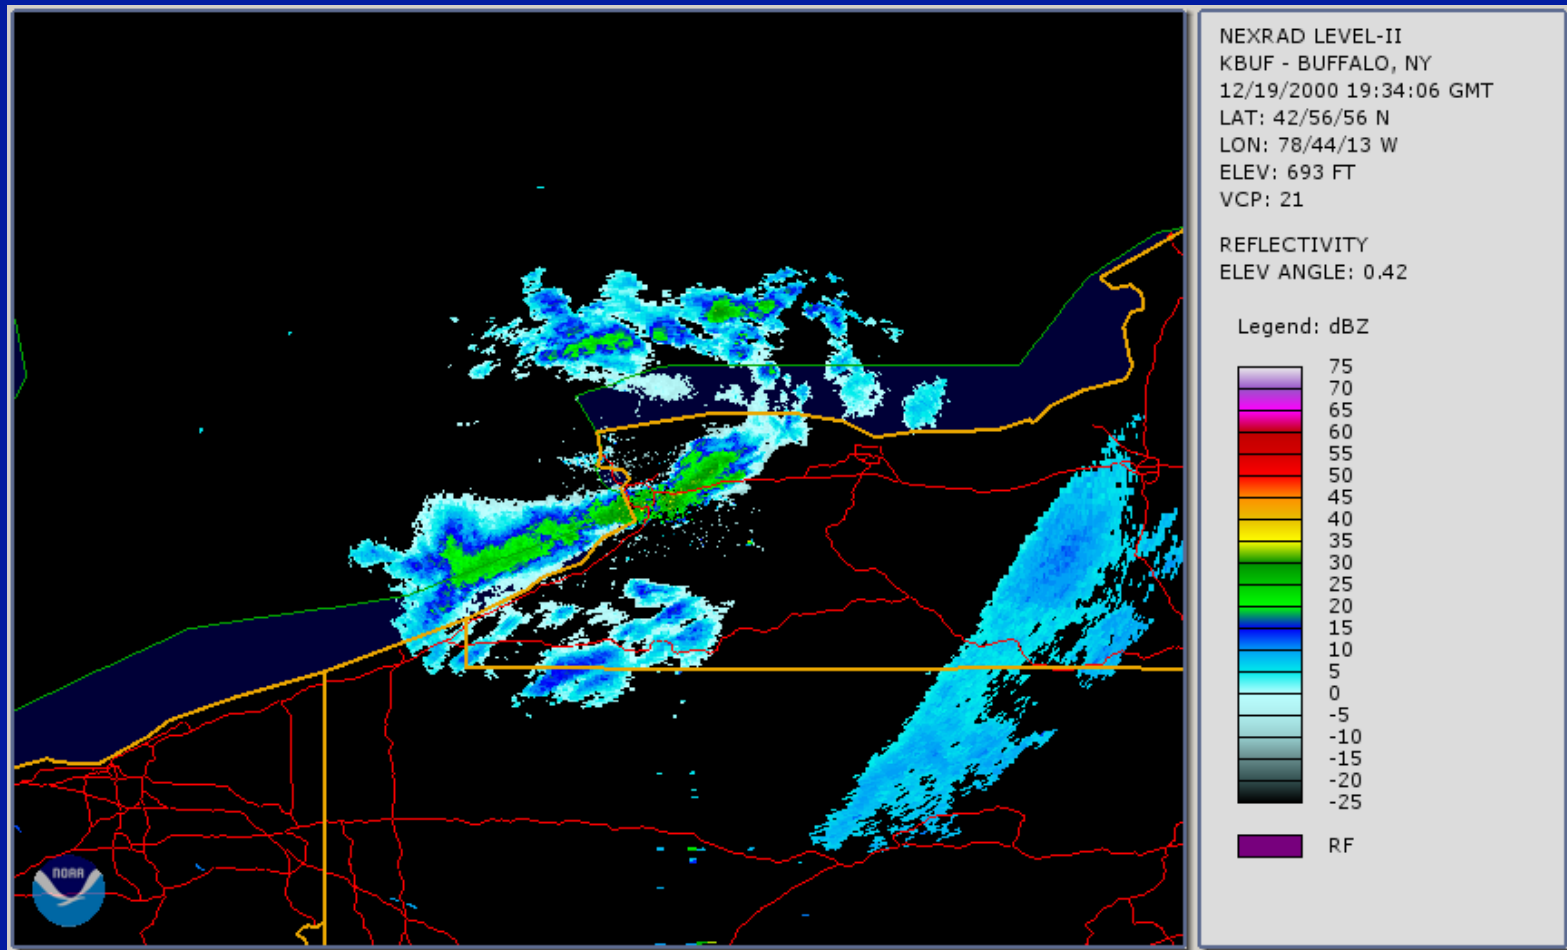 NEXRAD LEVEL-II
KBUF - BUFFALO, NY
12/19/2000 19:34:06 GMT
LAT: 42/56/56 N
LON: 78/44/13 W
ELEV: 693 FT
VCP: 21
REFLECTIVITY
ELEV ANGLE: 0.42
Legend: dBZ
75
70
65
60
55
50
45
40
35
30
25
20
15
10
5
0
-5
-10
-15
-20
-25
RF
NOAA